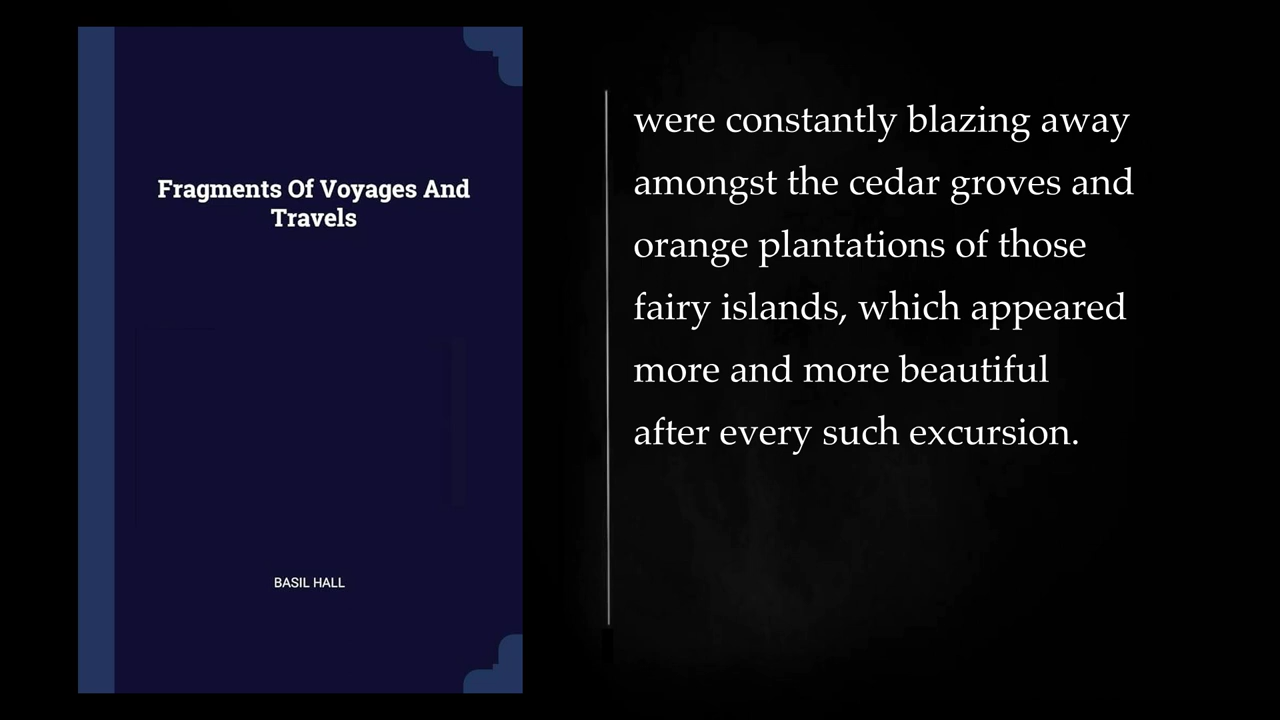 Fragments Of Voyages And
Travels
BASIL HALL
were constantly blazing away
amongst the cedar groves and
orange plantations of those
fairy islands, which appeared
more and more beautiful
after every such excursion.